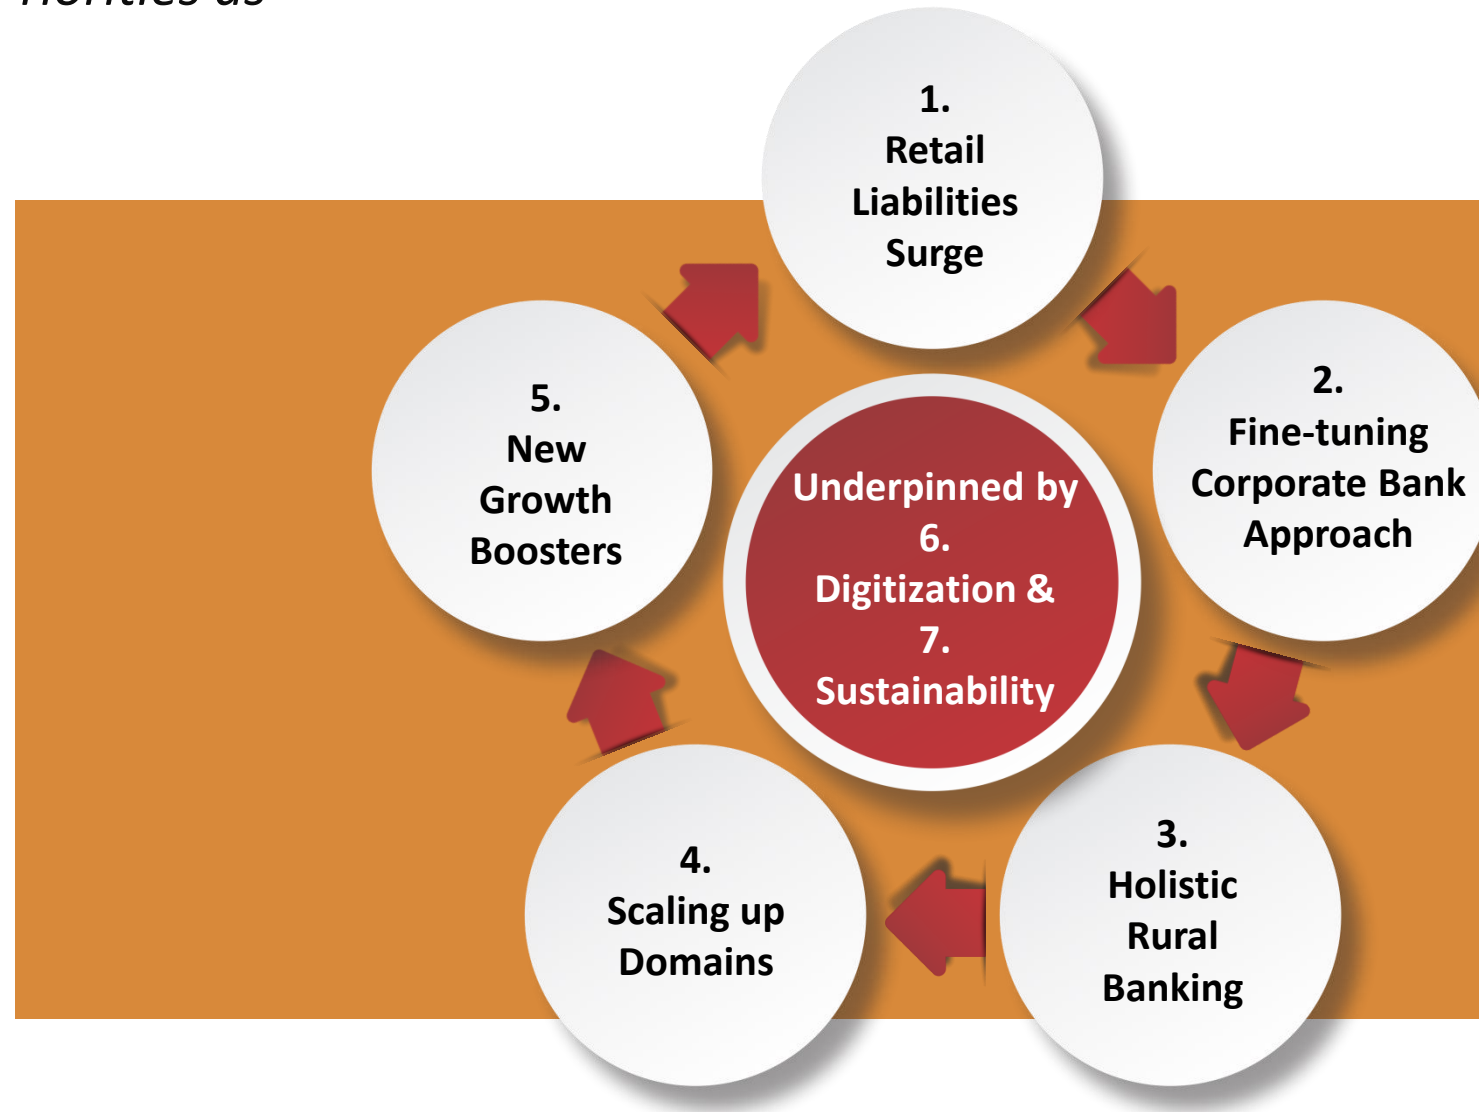 1.
Retail
Liabilities
Surge
2.
Fine-tuning
Corporate Bank
Approach
3.
Holistic
Rural
Banking
4.
Scaling up
Domains
5.
New
Growth
Boosters
Underpinned by
6.
Digitization &
7.
Sustainability